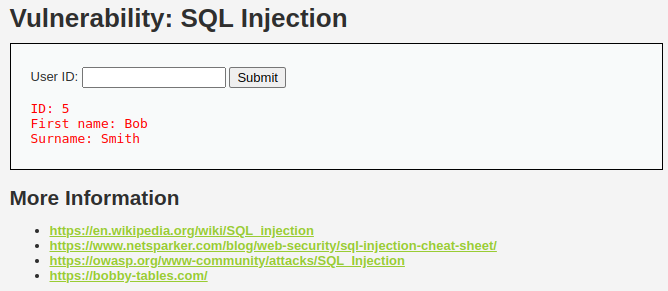 Vulnerability: SQL Injection
User ID: Submit
ID: 5
First name: Bob
Surname: Smith
More Information
https://en.wikipedia.org/wiki/SQL_injection
https://www.netsparker.com/blog/web-security/sql-injection-cheat-sheet/
https://owasp.org/www-community/attacks/SQL_Injection
https://bobby-tables.com/